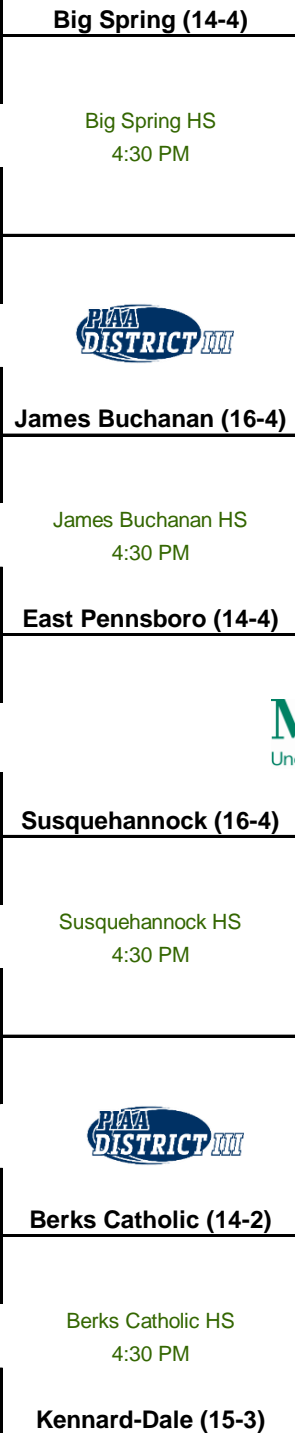 Big Spring (14-4)
Big Spring HS
4:30 PM
PIAA
DISTRICT III
James Buchanan (16-4)
James Buchanan HS
4:30 PM
East Pennsboro (14-4)
Susquehannock (16-4)
Susquehannock HS
4:30 PM
PIAA
DISTRICT III
Berks Catholic (14-2)
Berks Catholic HS
4:30 PM
Kennard-Dale (15-3)